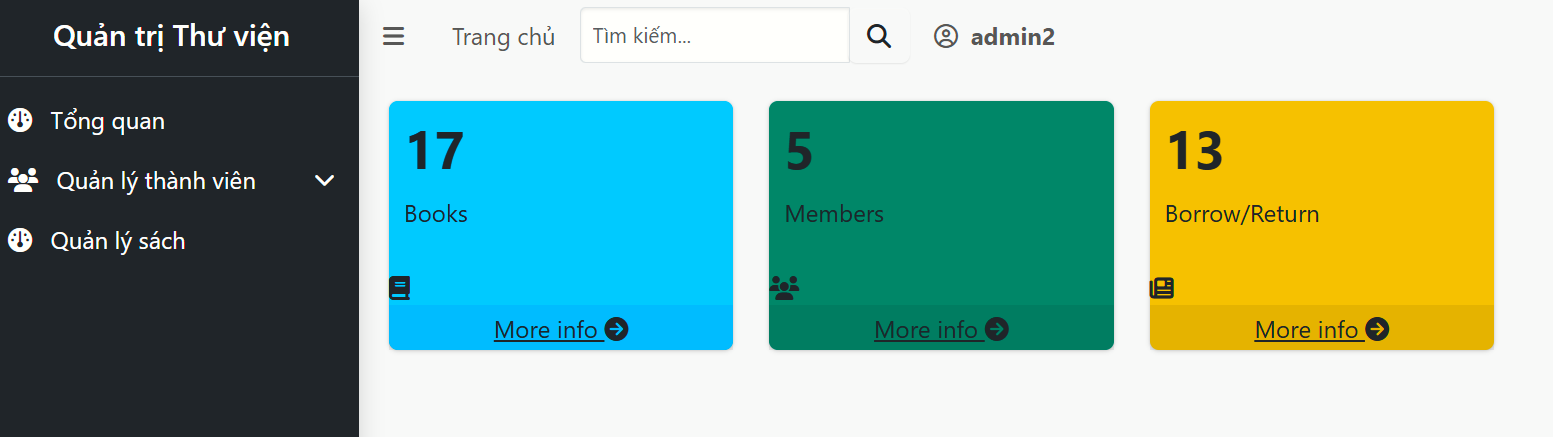 Quản trị Thư viện
Trang chủ
Tìm kiếm...
admin2
Tổng quan
Quản lý thành viên
Quản lý sách
17
Books
More info
5
Members
More info
13
Borrow/Return
More info